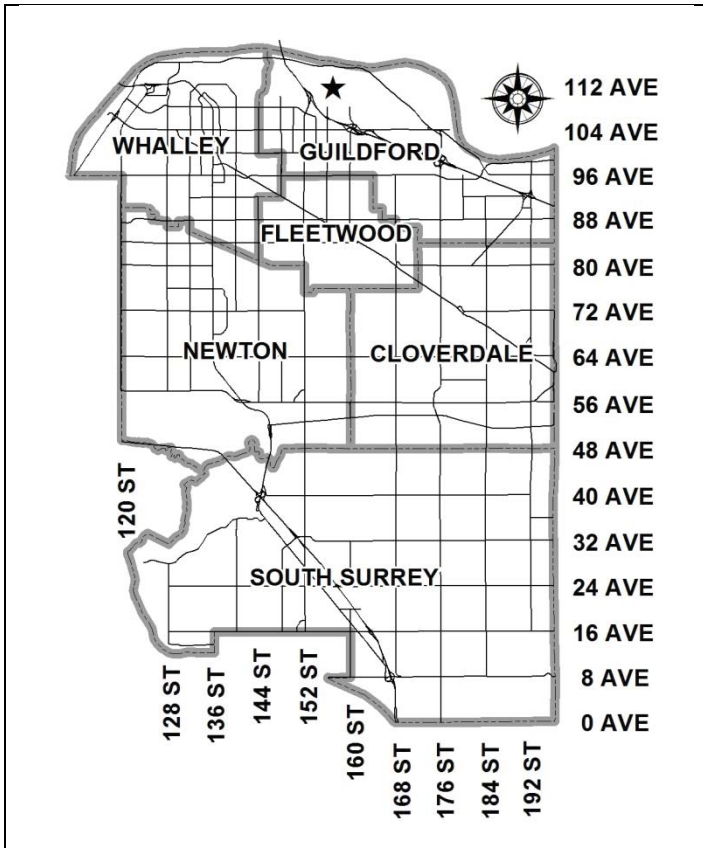 112 AVE
104 AVE
WHALLEY
GUILDFORD
96 AVE
88 AVE
FLEETWOOD
80 AVE
72 AVE
NEWTON
CLOVERDALE
64 AVE
56 AVE
48 AVE
120 ST
40 AVE
32 AVE
SOUTH SURREY
24 AVE
16 AVE
128 ST
136 ST
144 ST
152 ST
8 AVE
160 ST
0 AVE
168 ST
176 ST
184 ST
192 ST